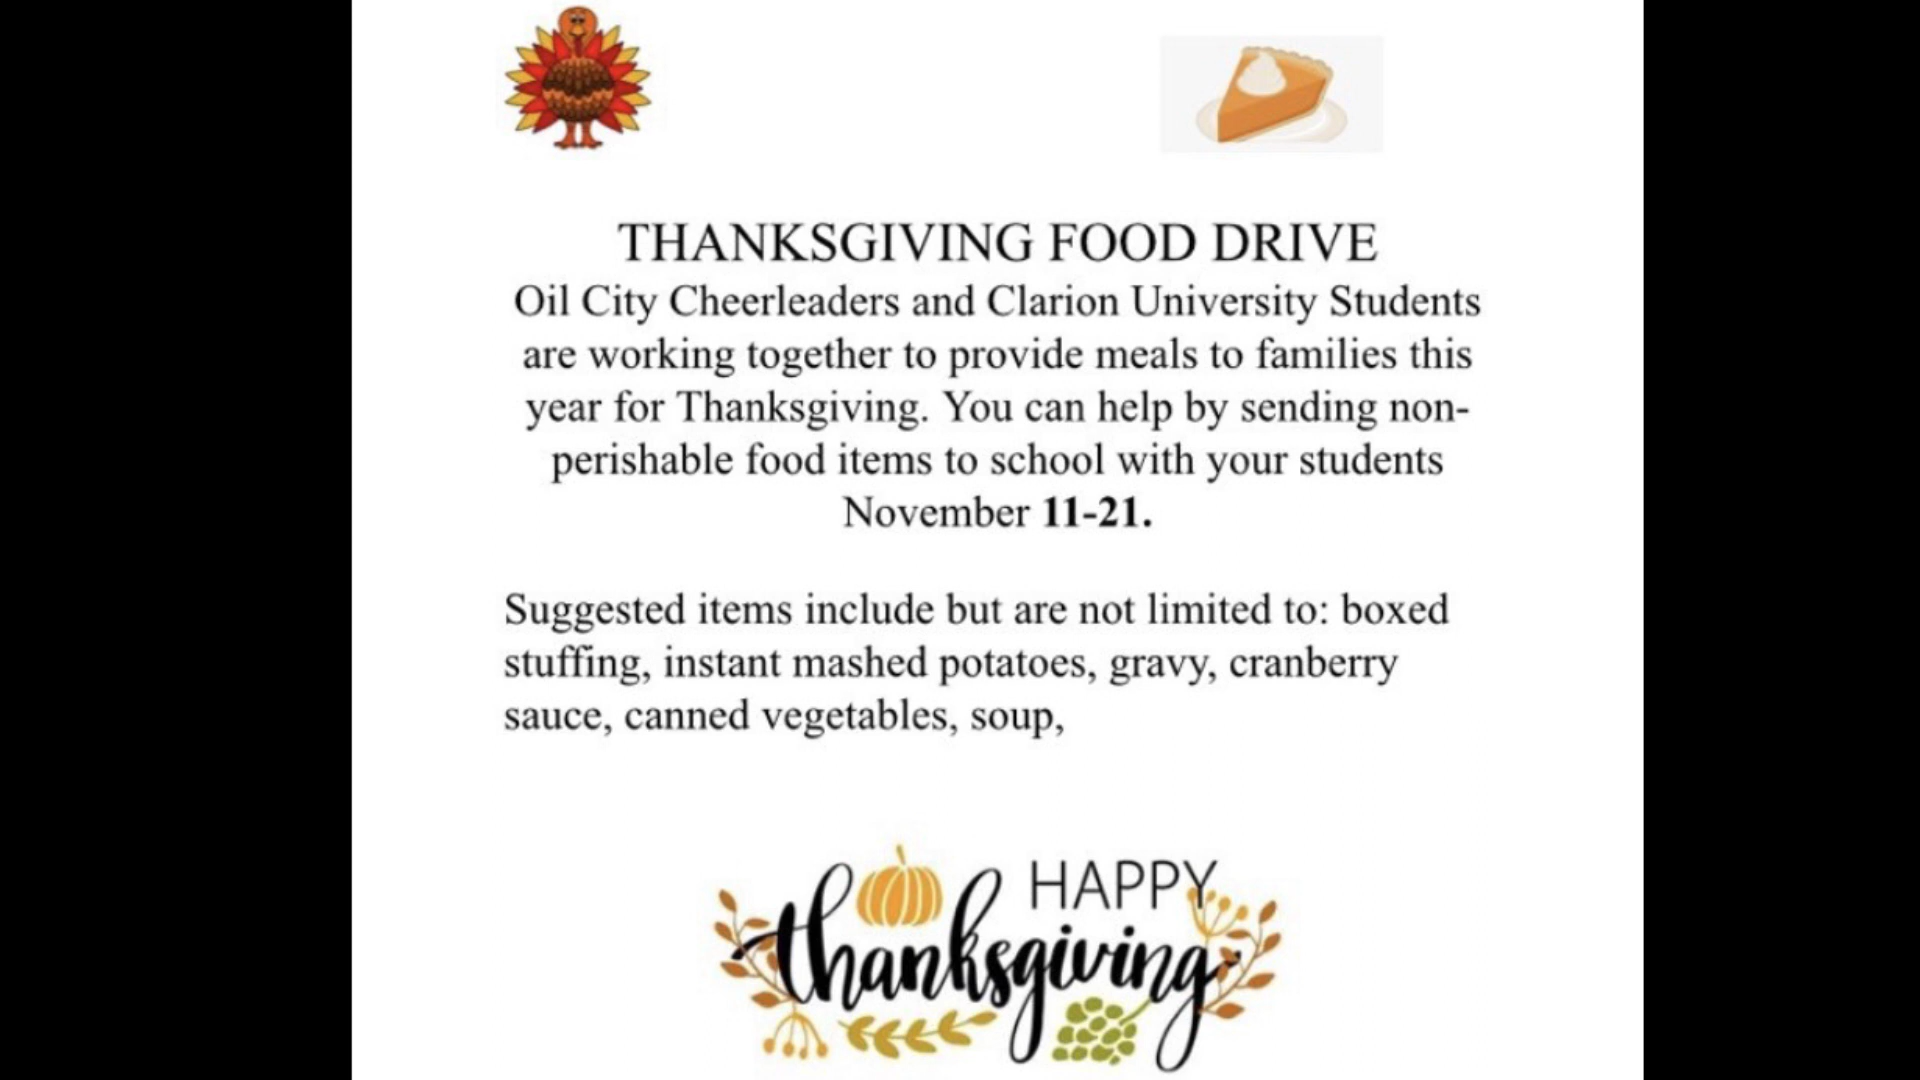 THANKSGIVING FOOD DRIVE
Oil City Cheerleaders and Clarion University Students
are working together to provide meals to families this
year for Thanksgiving. You can help by sending non-
perishable food items to school with your students
November 11-21.
Suggested items include but are not limited to: boxed
stuffing, instant mashed potatoes, gravy, cranberry
sauce, canned vegetables, soup,
HAPPY
thanksgiving